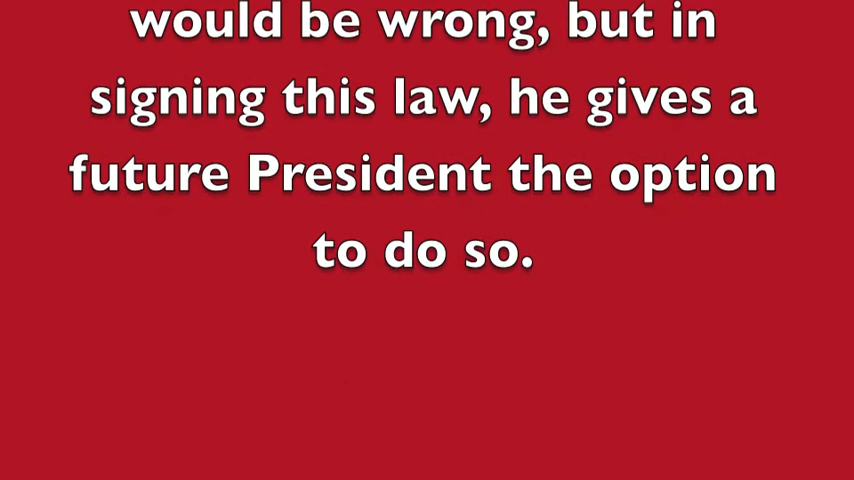 would be wrong, but in
signing this law, he gives a
future President the option
to do so.